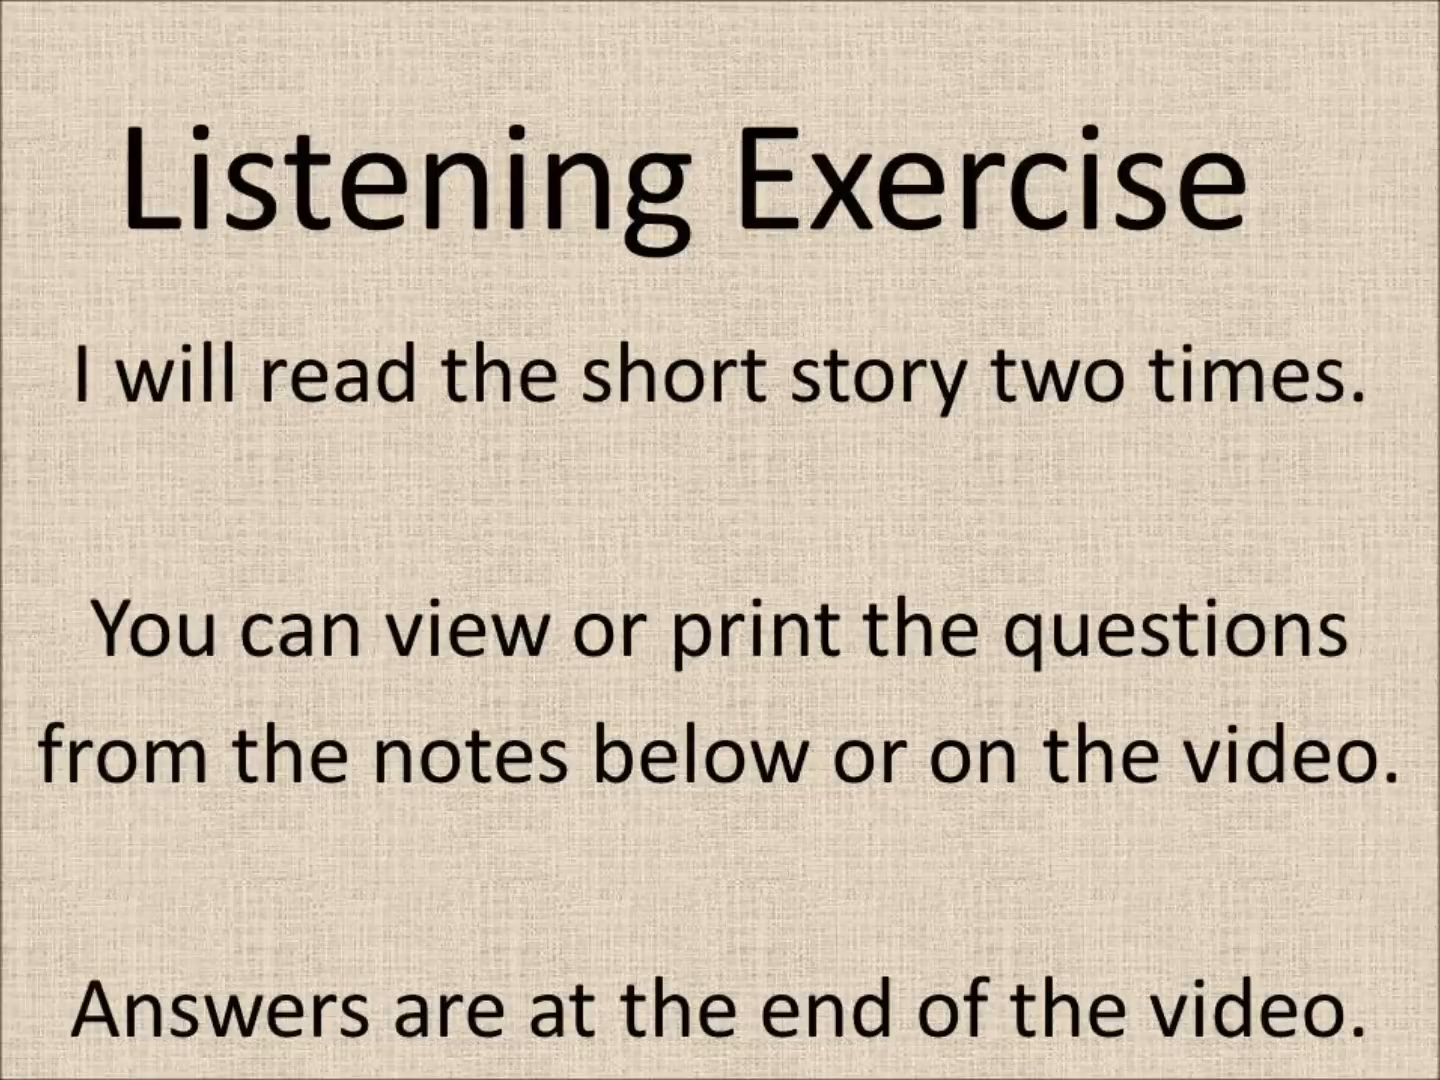 Listening Exercise
I will read the short story two times.
You can view or print the questions
from the notes below or on the video.
Answers are at the end of the video.